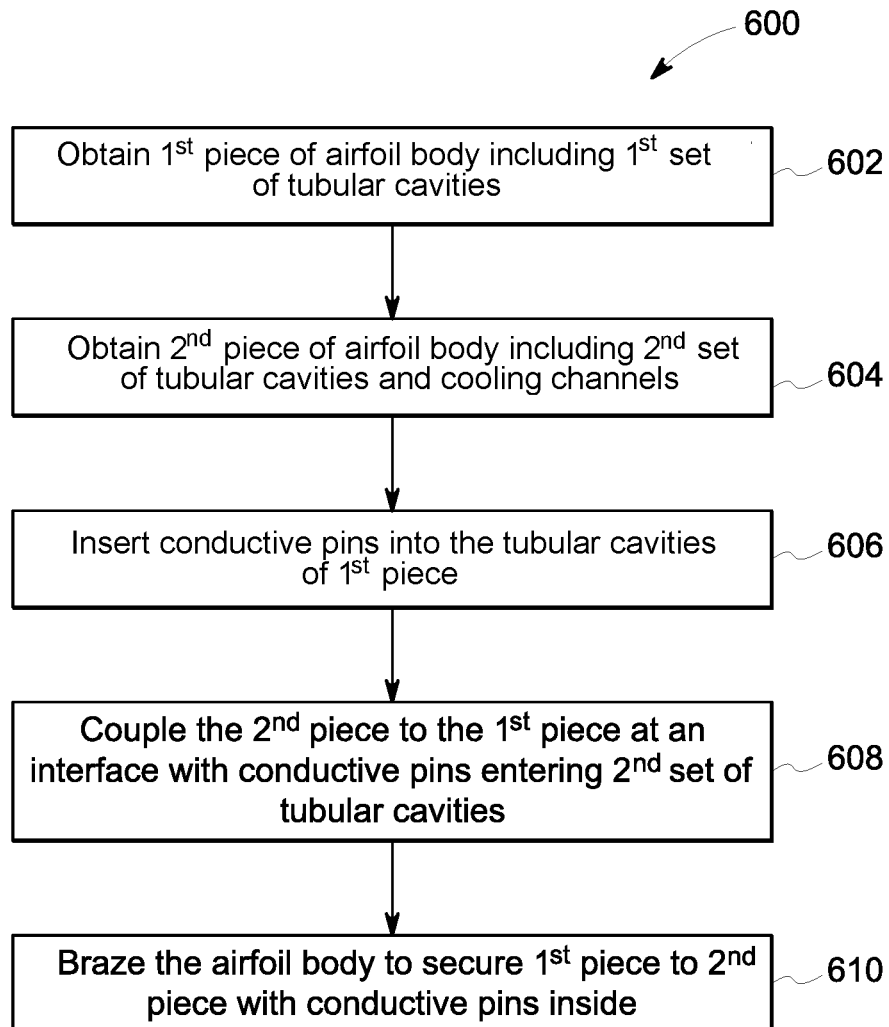 600
Obtain 1st piece of airfoil body including 1st set
of tubular cavities
602
Obtain 2nd piece of airfoil body including 2nd set
of tubular cavities and cooling channels
604
Insert conductive pins into the tubular cavities
of 1st piece
606
Couple the 2nd piece to the 1st piece at an
interface with conductive pins entering 2nd set of
tubular cavities
608
Braze the airfoil body to secure 1st piece to 2nd
piece with conductive pins inside
610